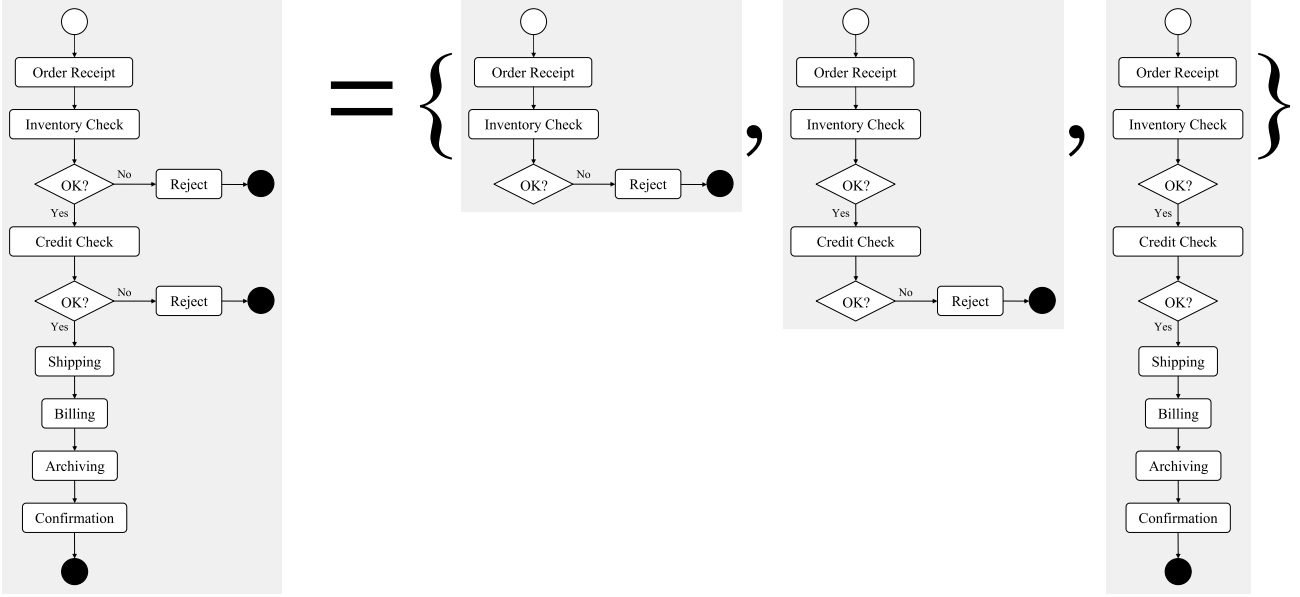 Order Receipt
Inventory Check
OK?
No
Reject
Yes
Credit Check
OK?
No
Reject
Yes
Shipping
Billing
Archiving
Confirmation
= {
Order Receipt
Inventory Check
OK?
No
Reject
,
Order Receipt
Inventory Check
OK?
Yes
Credit Check
OK?
No
Reject
,
Order Receipt
Inventory Check
OK?
Yes
Credit Check
OK?
Yes
Shipping
Billing
Archiving
Confirmation
}